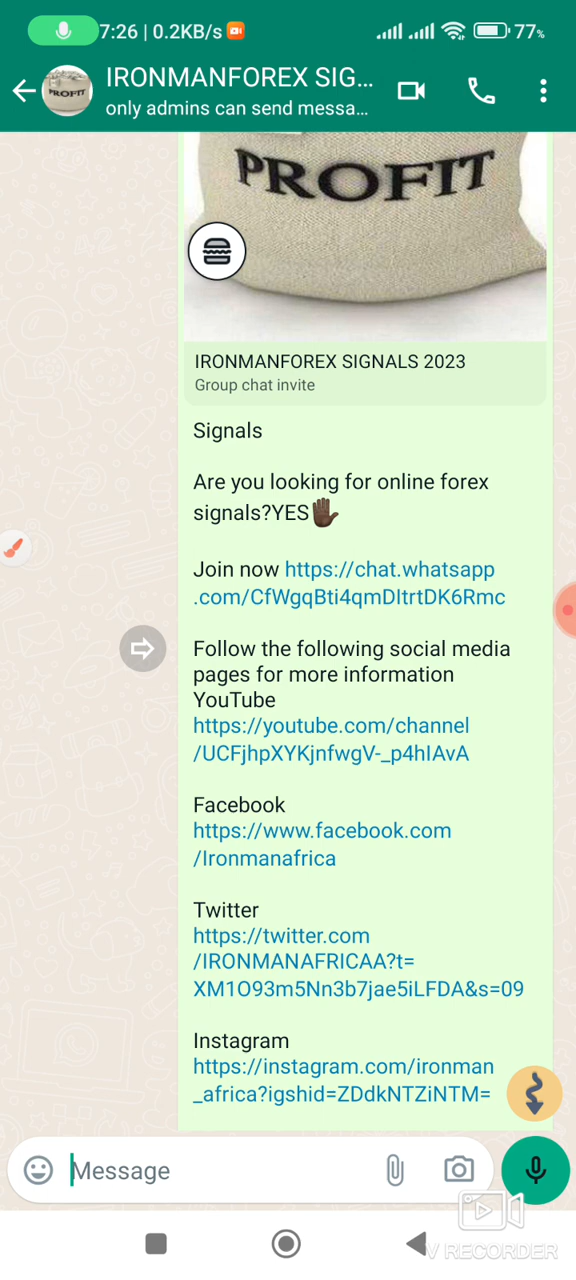 7:26 | 0.2KB/s
77%
IRONMANFOREX SIG...
only admins can send messa...
PROFIT
PROFIT
IRONMANFOREX SIGNALS 2023
Group chat invite
Signals
Are you looking for online forex
signals?YES🖐🏿
Join now https://chat.whatsapp
.com/CfWgqBti4qmDItrtDK6Rmc
Follow the following social media
pages for more information
YouTube
https://youtube.com/channel
/UCFjhpXYKjnfwgV-_p4hIAvA
Facebook
https://www.facebook.com
/Ironmanafrica
Twitter
https://twitter.com
/IRONMANAFRICAA?t=
XM1O93m5Nn3b7jae5iLFDA&s=09
Instagram
https://instagram.com/ironman
_africa?igshid=ZDdkNTZiNTM=
Message
V RECORDER